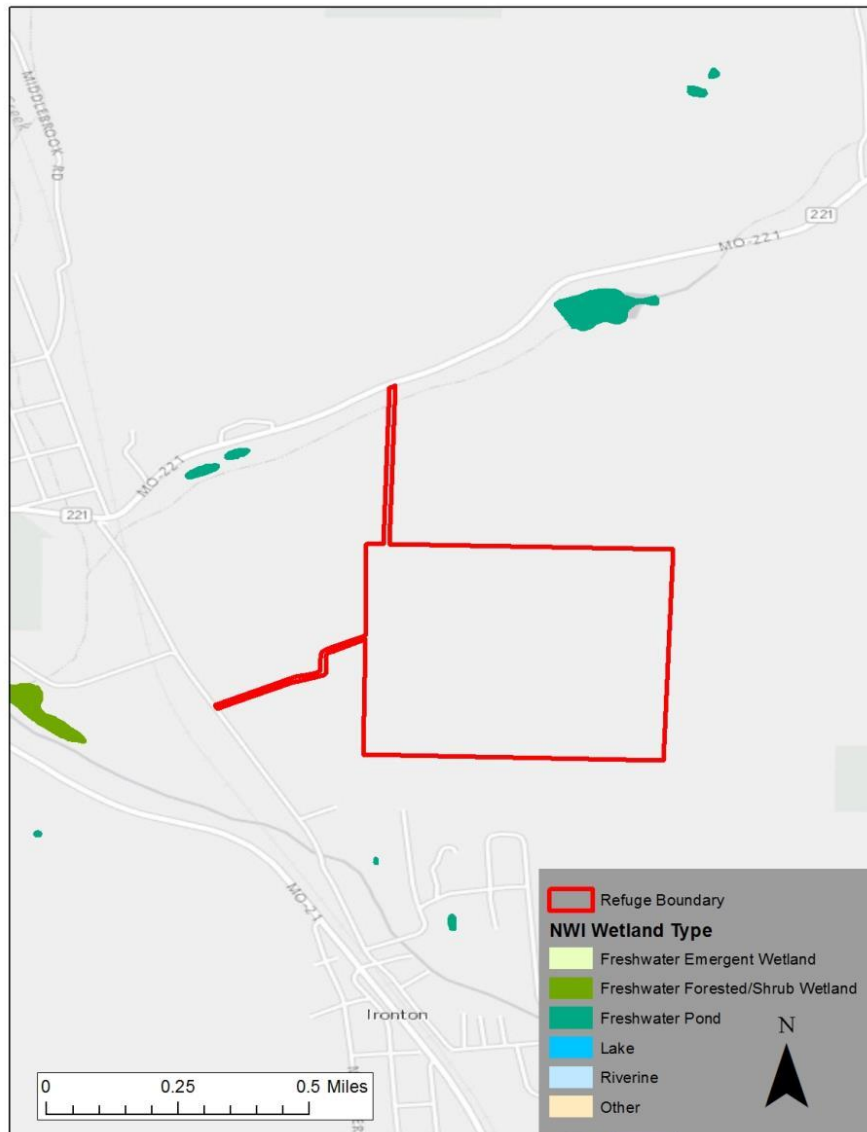 MIDDLEBROOK RD
Creek
221
MO-221
MO-221
221
MO-21
Ironton
Refuge Boundary
NWI Wetland Type
Freshwater Emergent Wetland
Freshwater Forested/Shrub Wetland
Freshwater Pond
Lake
Riverine
Other
N
0 0.25 0.5 Miles